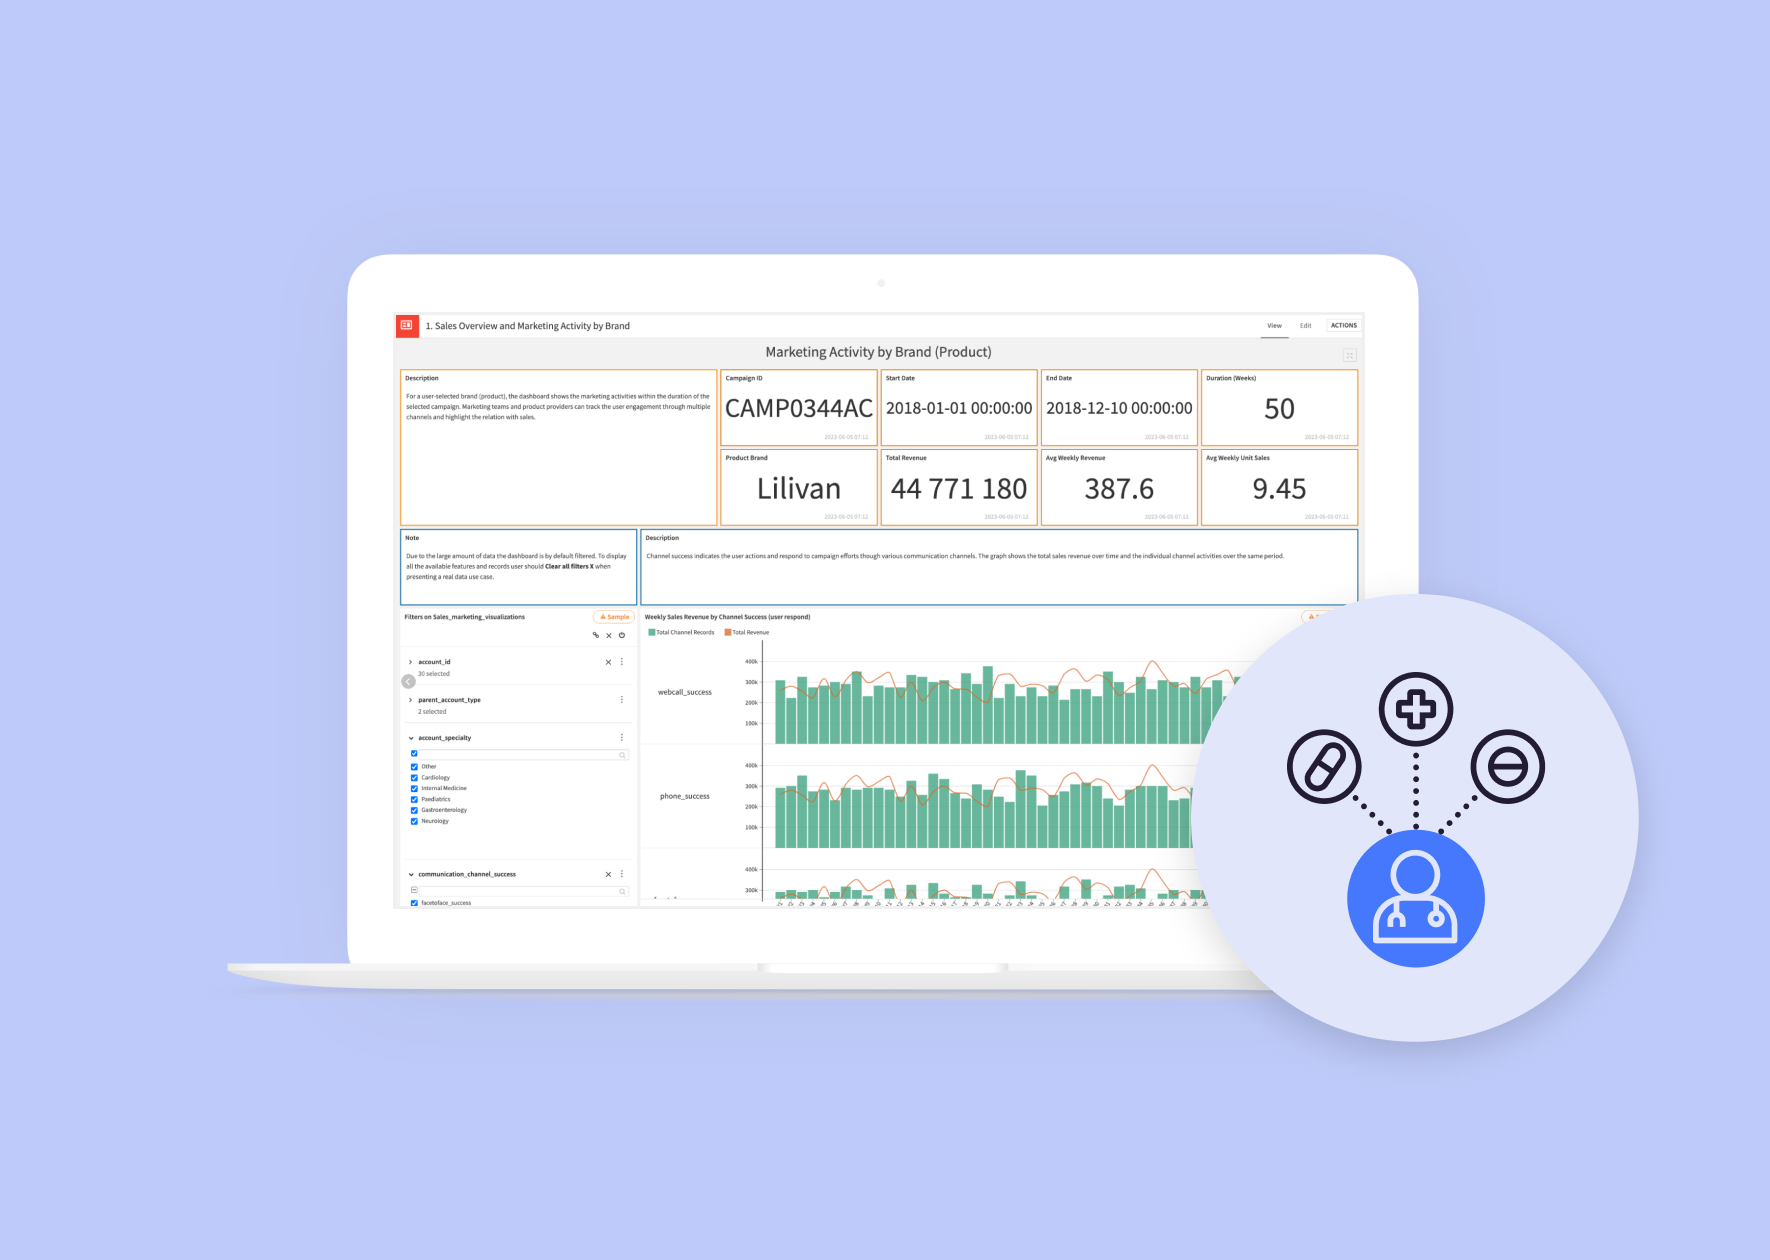 1. Sales Overview and Marketing Activity by Brand
View Edit ACTIONS
Marketing Activity by Brand (Product)
Description
For a user-selected brand (product), the dashboard shows the marketing activities within the duration of the
selected campaign. Marketing teams and product providers can track the user engagement through multiple
channels and highlight the relation with sales.
Campaign ID
CAMP0344AC
2023-06-05 07:12
Start Date
2018-01-01 00:00:00
2023-06-05 07:12
End Date
2018-12-10 00:00:00
2023-06-05 07:12
Duration (Weeks)
50
2023-06-05 07:12
Product Brand
Lilivan
2023-06-05 07:12
Total Revenue
44 771 180
2023-06-05 07:12
Avg Weekly Revenue
387.6
2023-06-05 07:11
Avg Weekly Unit Sales
9.45
2023-06-05 07:11
Note
Due to the large amount of data the dashboard is by default filtered. To display
all the available features and records user should Clear all filters X when
presenting a real data use case.
Description
Channel success indicates the user actions and respond to campaign efforts though various communication channels. The graph shows the total sales revenue over time and the individual channel activities over the same period.
Filters on Sales_marketing_visualizations
Sample
account_id
30 selected
parent_account_type
2 selected
account_specialty
Other
Cardiology
Internal Medicine
Paediatrics
Gastroenterology
Neurology
communication_channel_success
facetoface_success
Weekly Sales Revenue by Channel Success (user respond)
Total Channel Records Total Revenue
webcall_success
400k
300k
200k
100k
phone_success
400k
300k
200k
100k
400k
300k